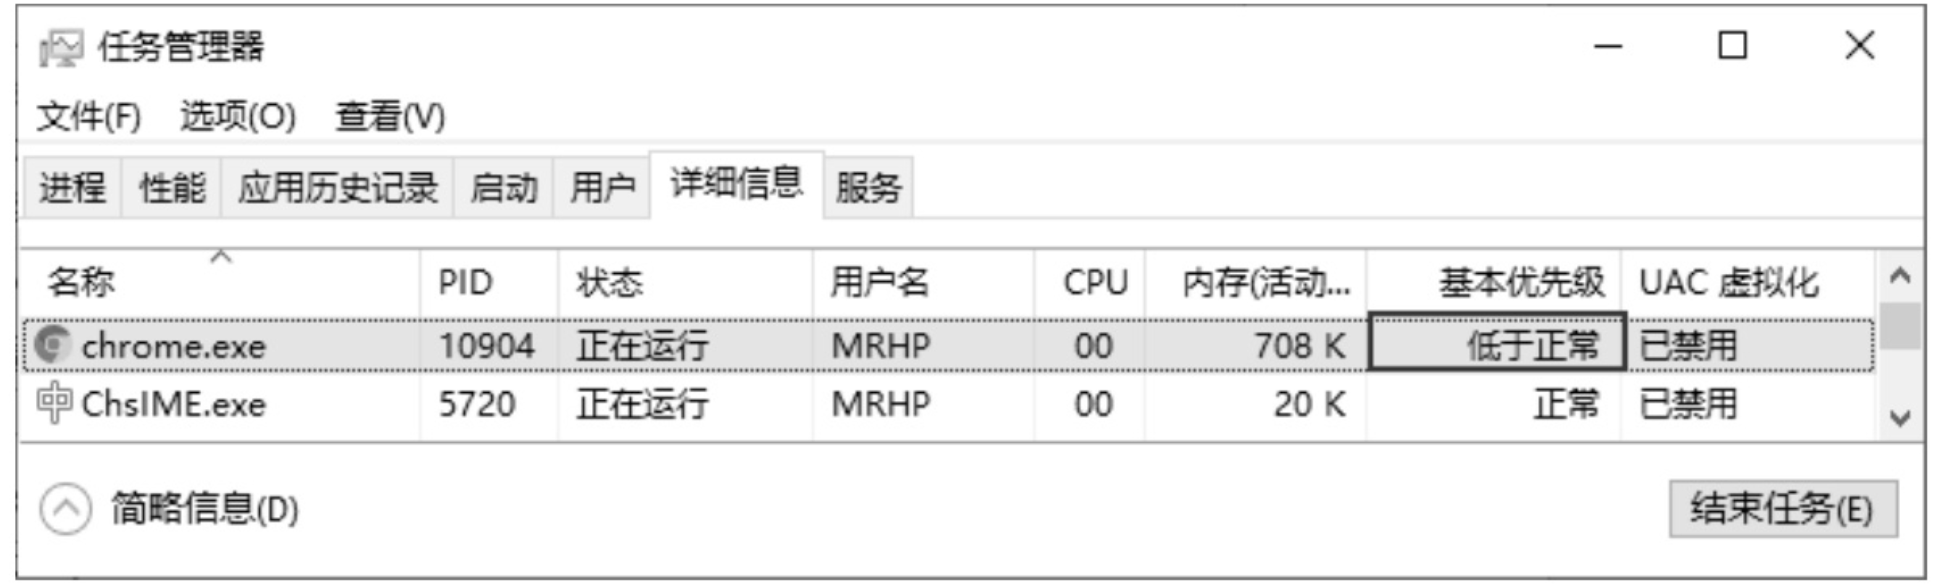 任务管理器
文件(F) 选项(O) 查看(V)
进程 性能 应用历史记录 启动 用户 详细信息 服务
名称 PID 状态 用户名 CPU 内存(活动... 基本优先级 UAC 虚拟化
chrome.exe 10904 正在运行 MRHP 00 708 K 低于正常 已禁用
ChsIME.exe 5720 正在运行 MRHP 00 20 K 正常 已禁用
简略信息(D) 结束任务(E)